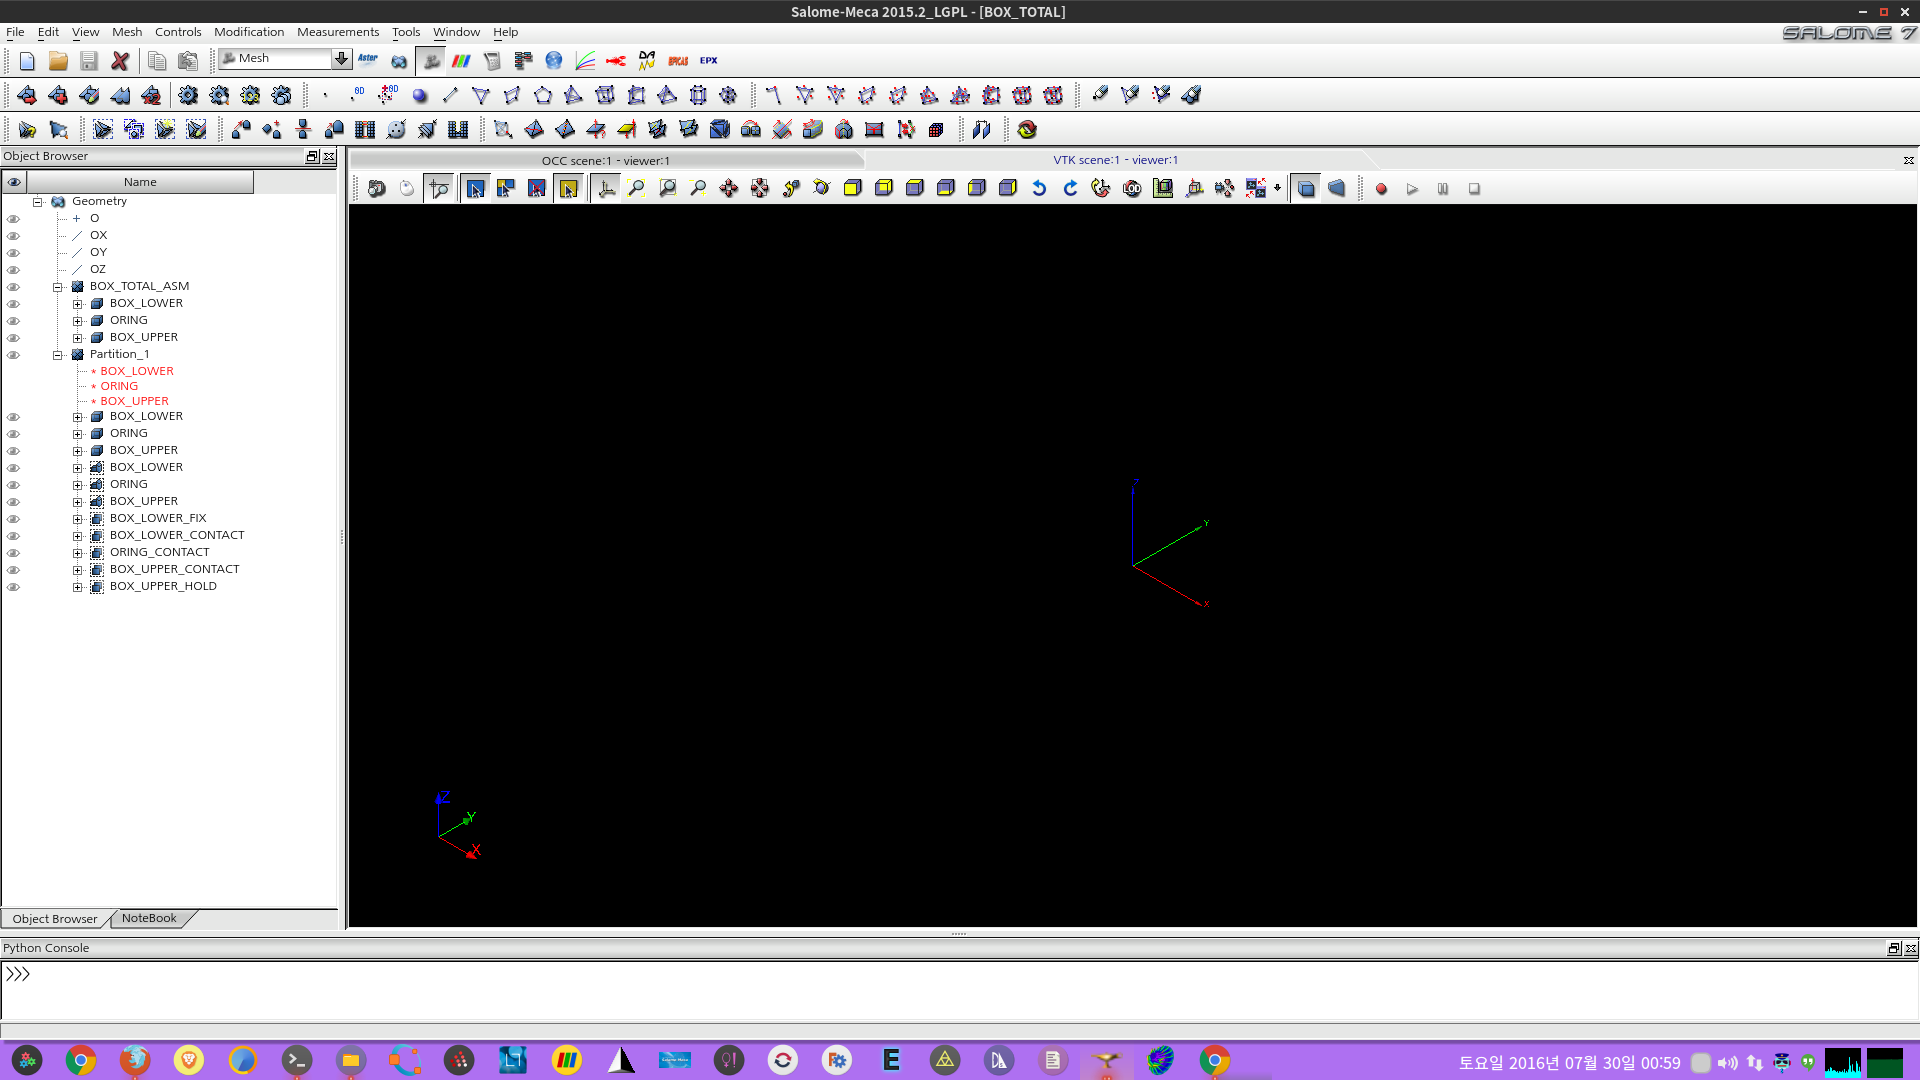 Salome-Meca 2015.2_LGPL - [BOX_TOTAL]
File Edit View Mesh Controls Modification Measurements Tools Window Help
SALOME 7
Mesh
Aster
EFICAS
EPX
0D
0D
Object Browser
OCC scene:1 - viewer:1
VTK scene:1 - viewer:1
Name
LOD
Geometry
O
OX
OY
OZ
BOX_TOTAL_ASM
BOX_LOWER
ORING
BOX_UPPER
Partition_1
* BOX_LOWER
* ORING
* BOX_UPPER
BOX_LOWER
ORING
BOX_UPPER
BOX_LOWER
ORING
BOX_UPPER
BOX_LOWER_FIX
BOX_LOWER_CONTACT
ORING_CONTACT
BOX_UPPER_CONTACT
BOX_UPPER_HOLD
Z
Y
X
Z
Y
X
Object Browser
NoteBook
Python Console
>>>
토요일 2016년 07월 30일 00:59